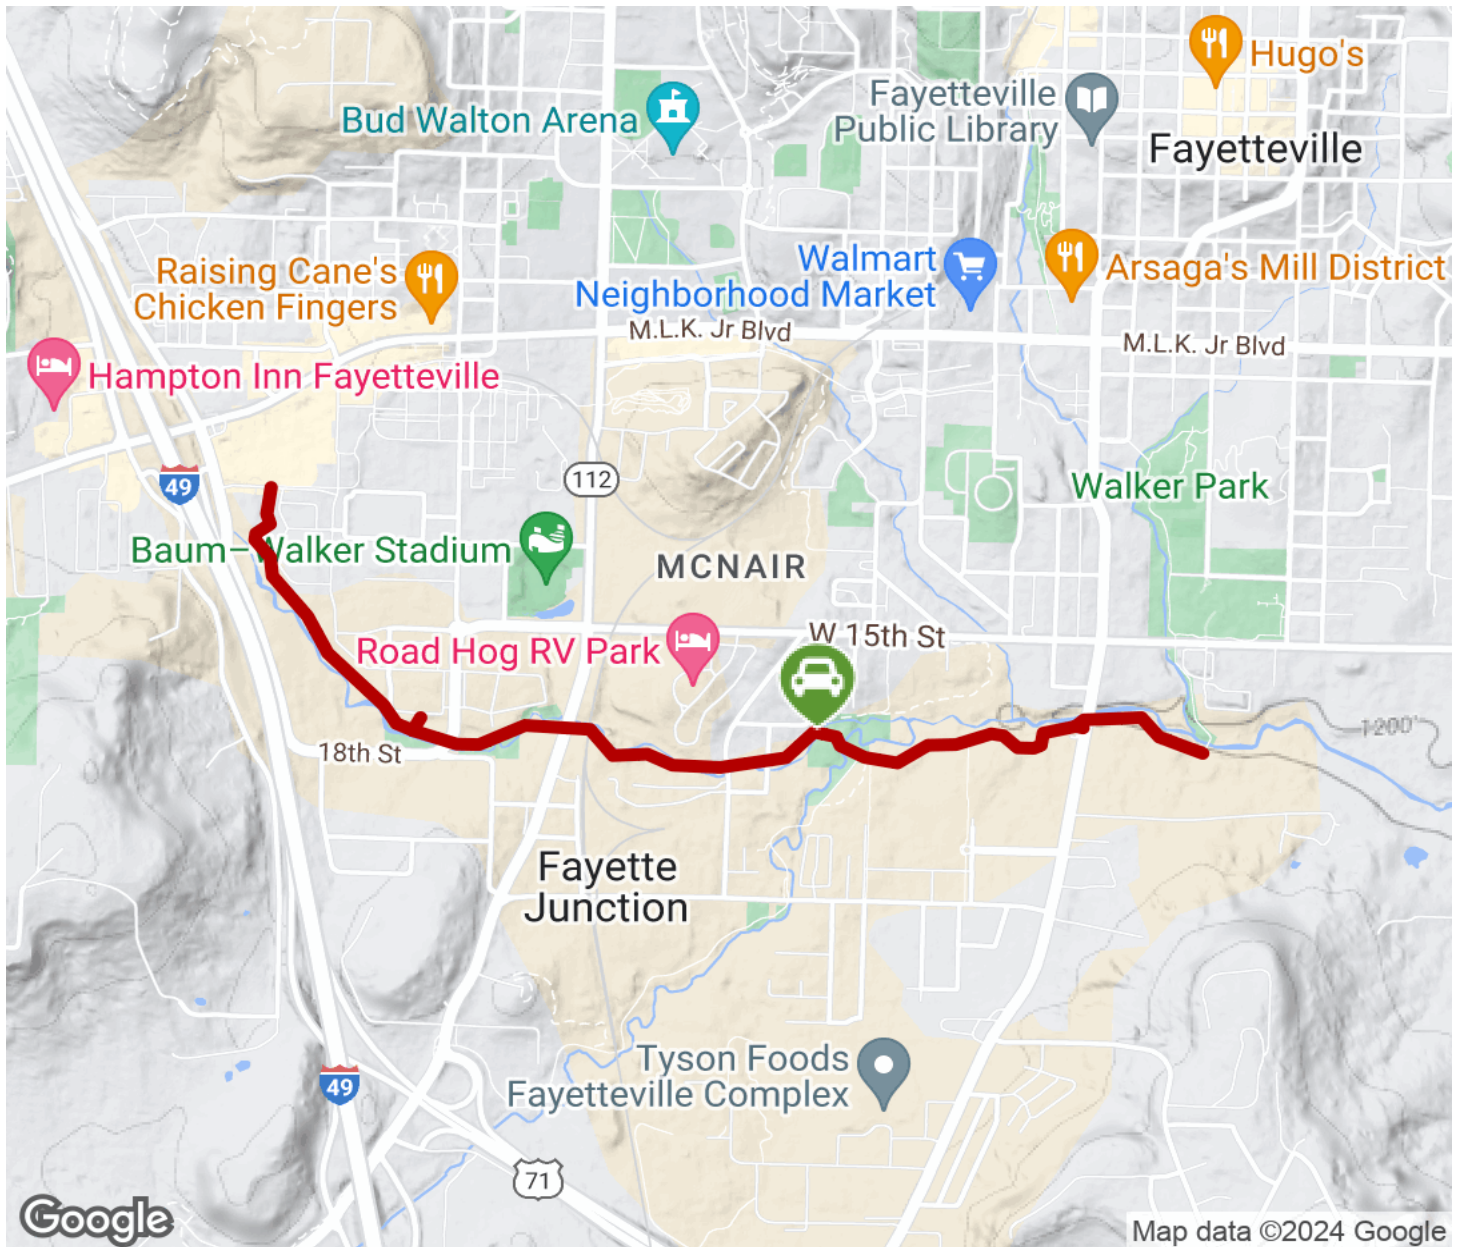 Hugo's
Fayetteville
Public Library
Bud Walton Arena
Fayetteville
Walmart
Neighborhood Market
Arsaga's Mill District
Raising Cane's
Chicken Fingers
M.L.K. Jr Blvd
M.L.K. Jr Blvd
Hampton Inn Fayetteville
49
112
Walker Park
Baum–Walker Stadium
MCNAIR
W 15th St
Road Hog RV Park
1200'
18th St
Fayette
Junction
Tyson Foods
Fayetteville Complex
49
71
Google
Map data ©2024 Google